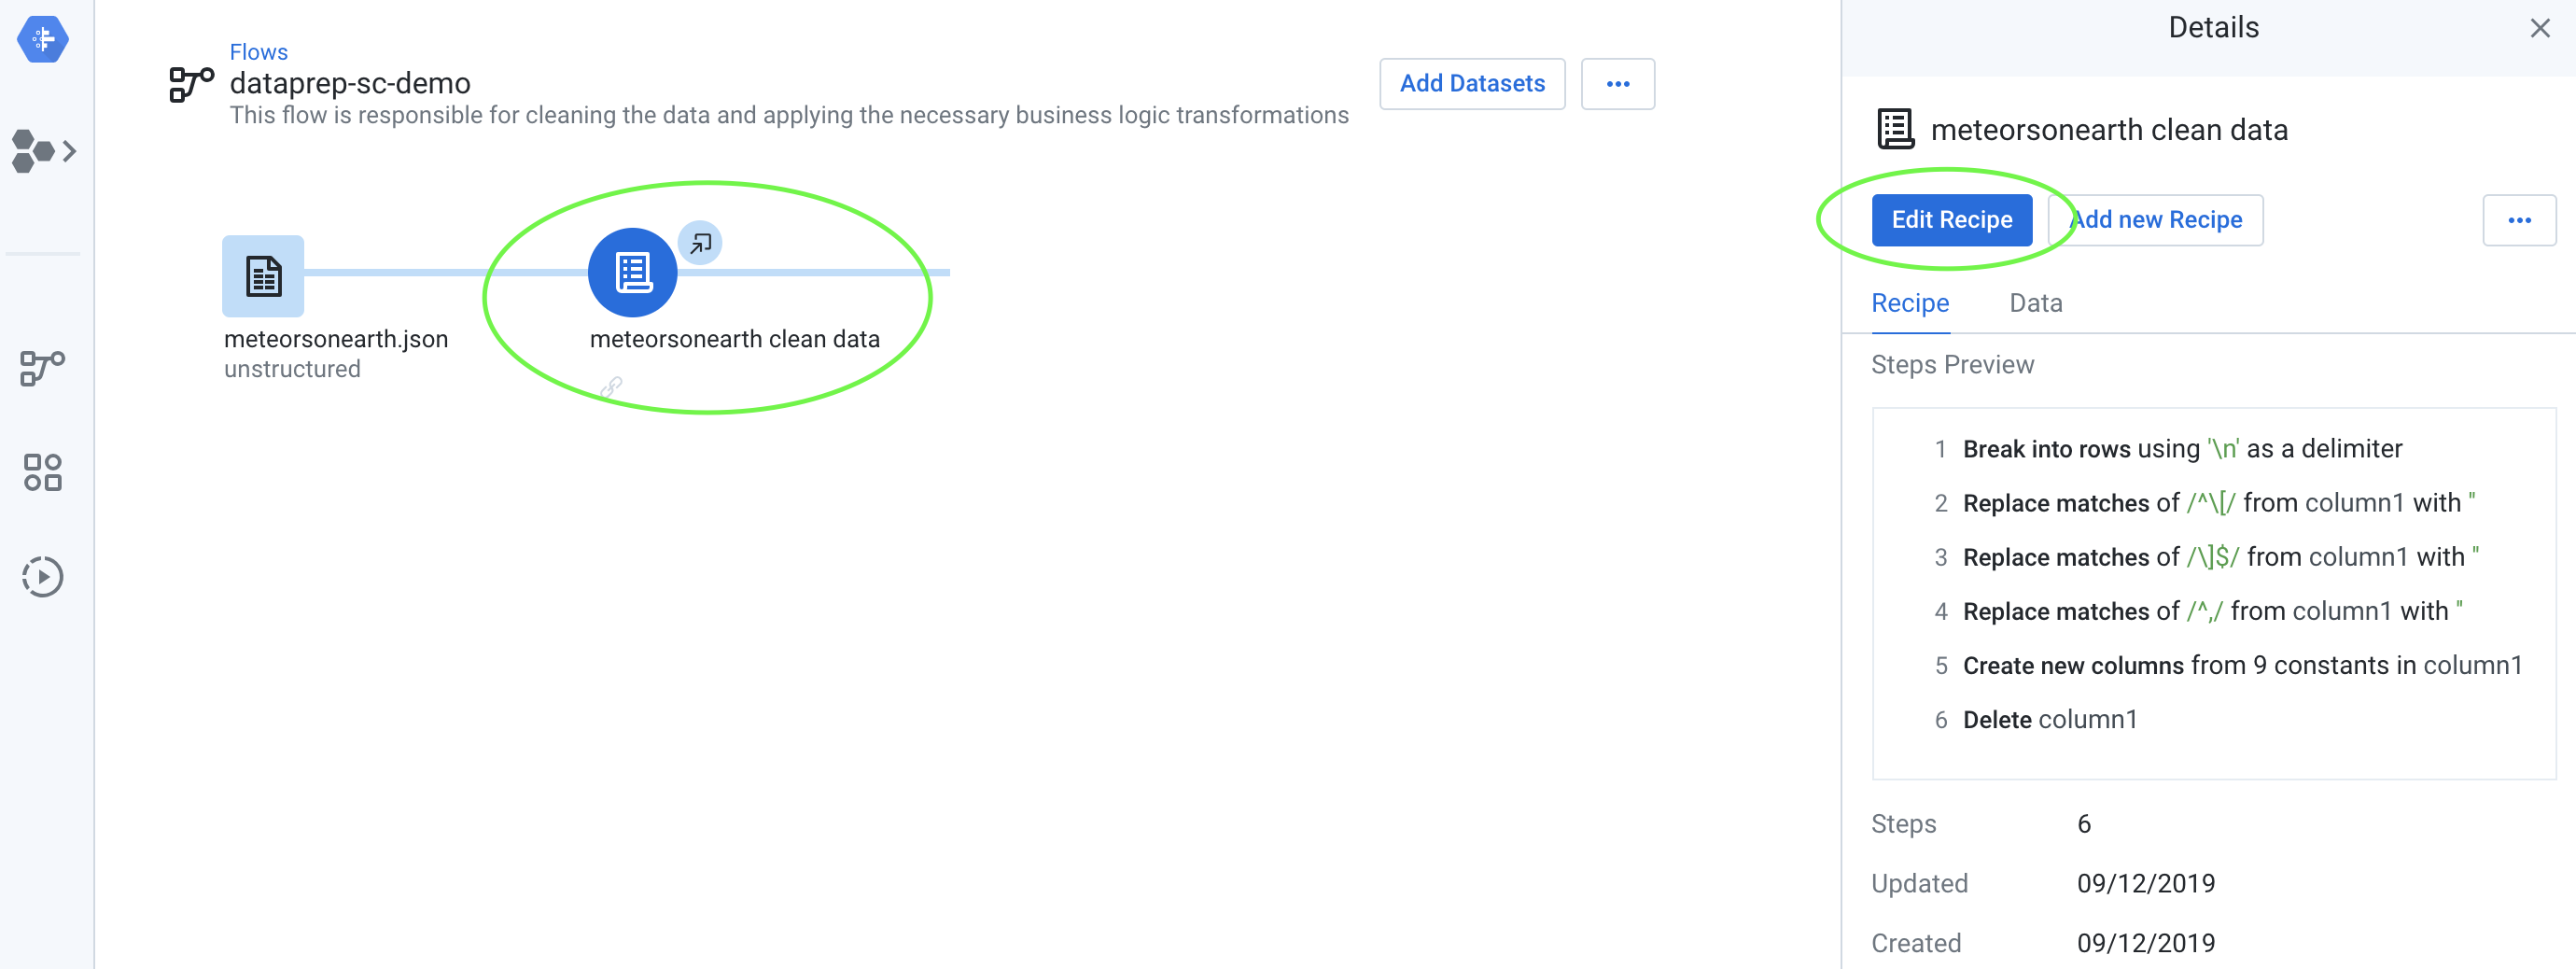 Flows
dataprep-sc-demo
This flow is responsible for cleaning the data and applying the necessary business logic transformations
Add Datasets
meteorsonearth.json
unstructured
meteorsonearth clean data
Details
meteorsonearth clean data
Edit Recipe
Add new Recipe
Recipe
Data
Steps Preview
1 Break into rows using '\n' as a delimiter
2 Replace matches of /^\[/ from column1 with ''
3 Replace matches of /\]$/ from column1 with ''
4 Replace matches of /^,/ from column1 with ''
5 Create new columns from 9 constants in column1
6 Delete column1
Steps 6
Updated 09/12/2019
Created 09/12/2019